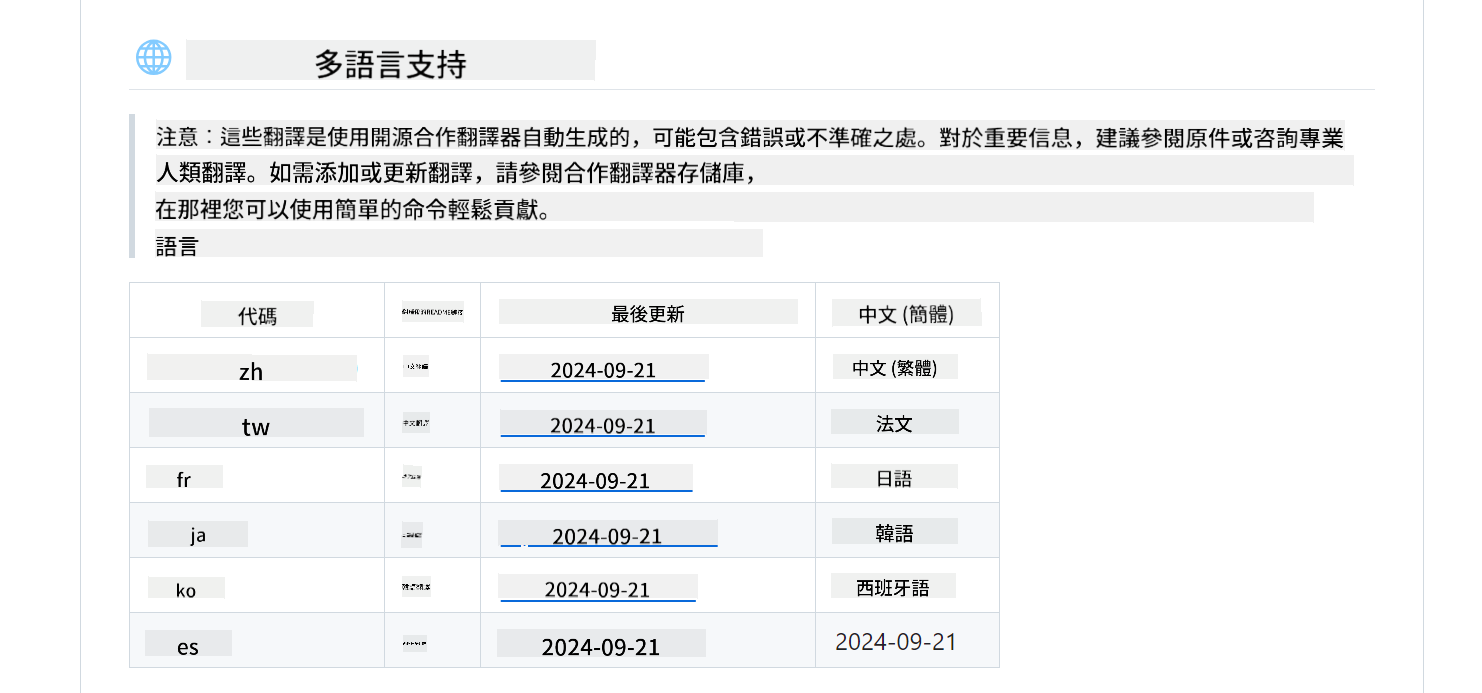 多語言支持
注意：這些翻譯是使用開源合作翻譯器自動生成的，可能包含錯誤或不準確之處。對於重要信息，建議參閱原件或咨詢專業
人類翻譯。如需添加或更新翻譯，請參閱合作翻譯器存儲庫，
在那裡您可以使用簡單的命令輕鬆貢獻。
語言
代碼 最後更新 中文 (簡體)
zh 2024-09-21 中文 (繁體)
tw 2024-09-21 法文
fr 2024-09-21 日語
ja 2024-09-21 韓語
ko 2024-09-21 西班牙語
es 2024-09-21 2024-09-21